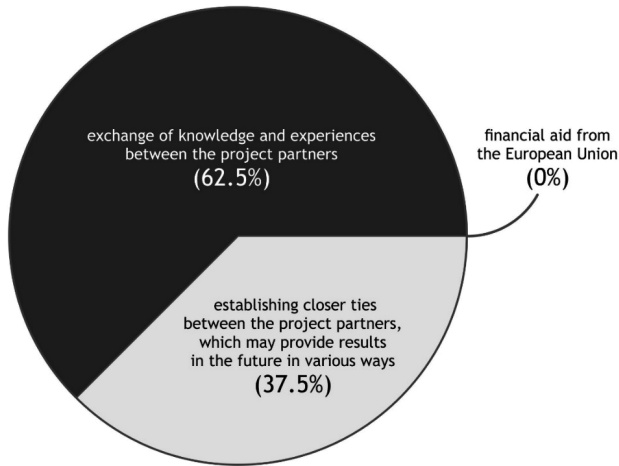 exchange of knowledge and experiences
between the project partners
(62.5%)
financial aid from
the European Union
(0%)
establishing closer ties
between the project partners,
which may provide results
in the future in various ways
(37.5%)